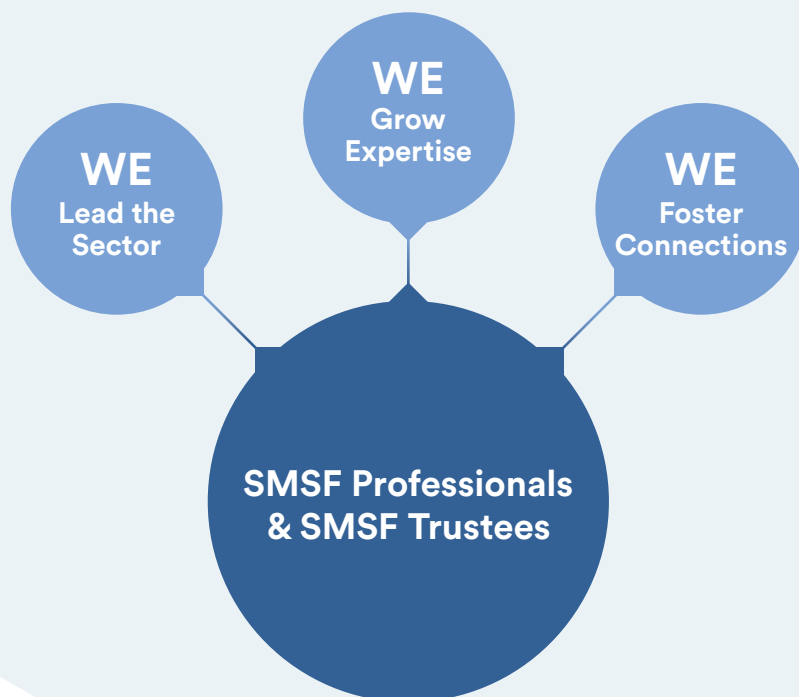 WE
Grow
Expertise
WE
Lead the
Sector
WE
Foster
Connections
SMSF Professionals
& SMSF Trustees